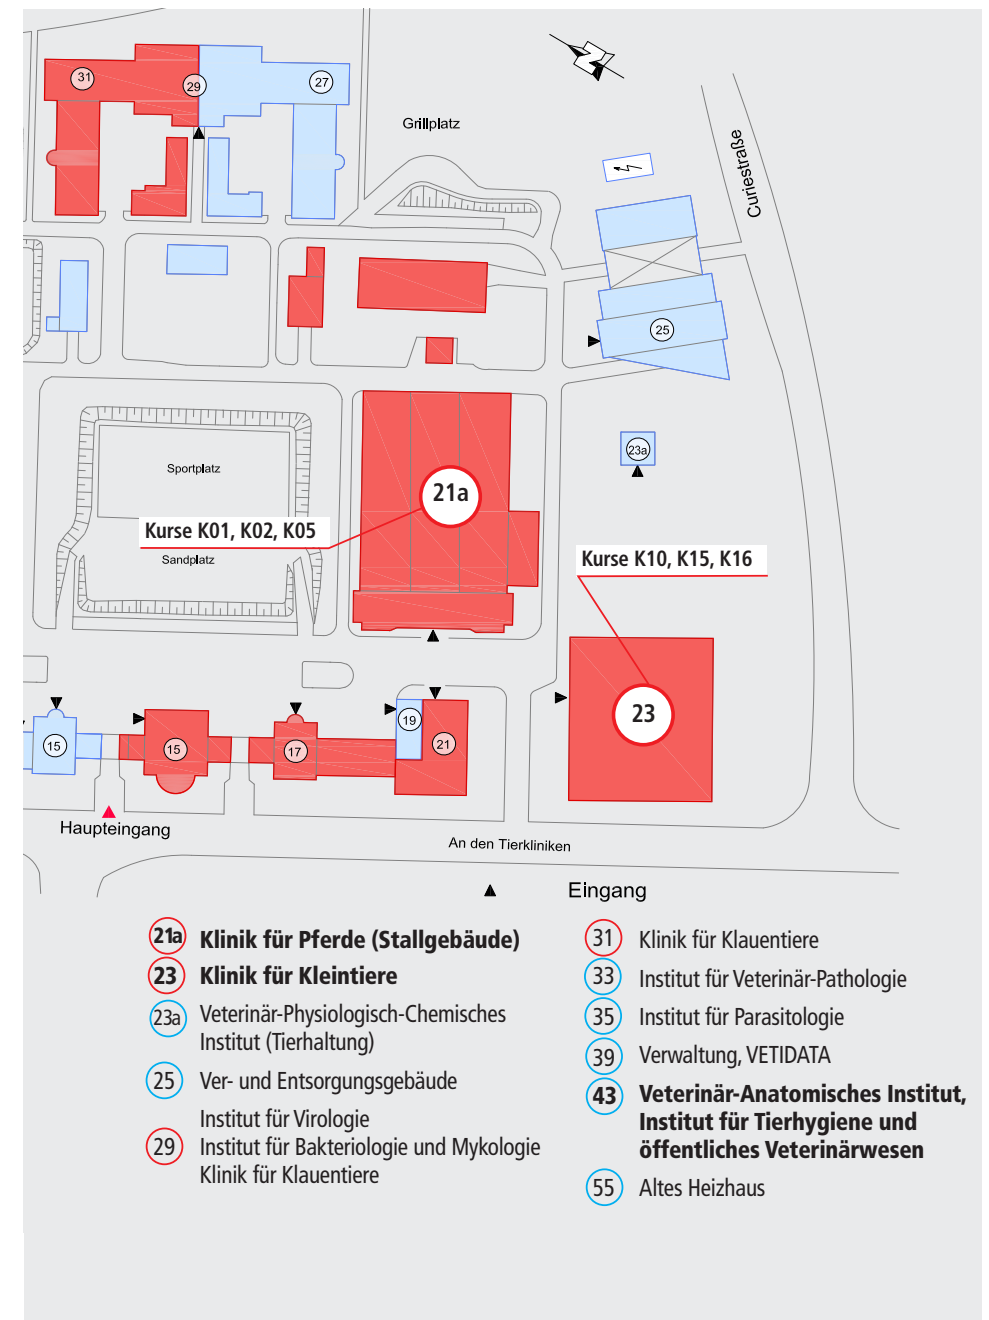 31
29
27
Grillplatz
Curiestraße
25
23a
Sportplatz
21a
Kurse K01, K02, K05
Sandplatz
Kurse K10, K15, K16
23
15
15
17
19
21
Haupteingang
An den Tierkliniken
Eingang
21a Klinik für Pferde (Stallgebäude)
23 Klinik für Kleintiere
23a Veterinär-Physiologisch-Chemisches
Institut (Tierhaltung)
25 Ver- und Entsorgungsgebäude
Institut für Virologie
29 Institut für Bakteriologie und Mykologie
Klinik für Klauentiere
31 Klinik für Klauentiere
33 Institut für Veterinär-Pathologie
35 Institut für Parasitologie
39 Verwaltung, VETIDATA
43 Veterinär-Anatomisches Institut,
Institut für Tierhygiene und
öffentliches Veterinärwesen
55 Altes Heizhaus